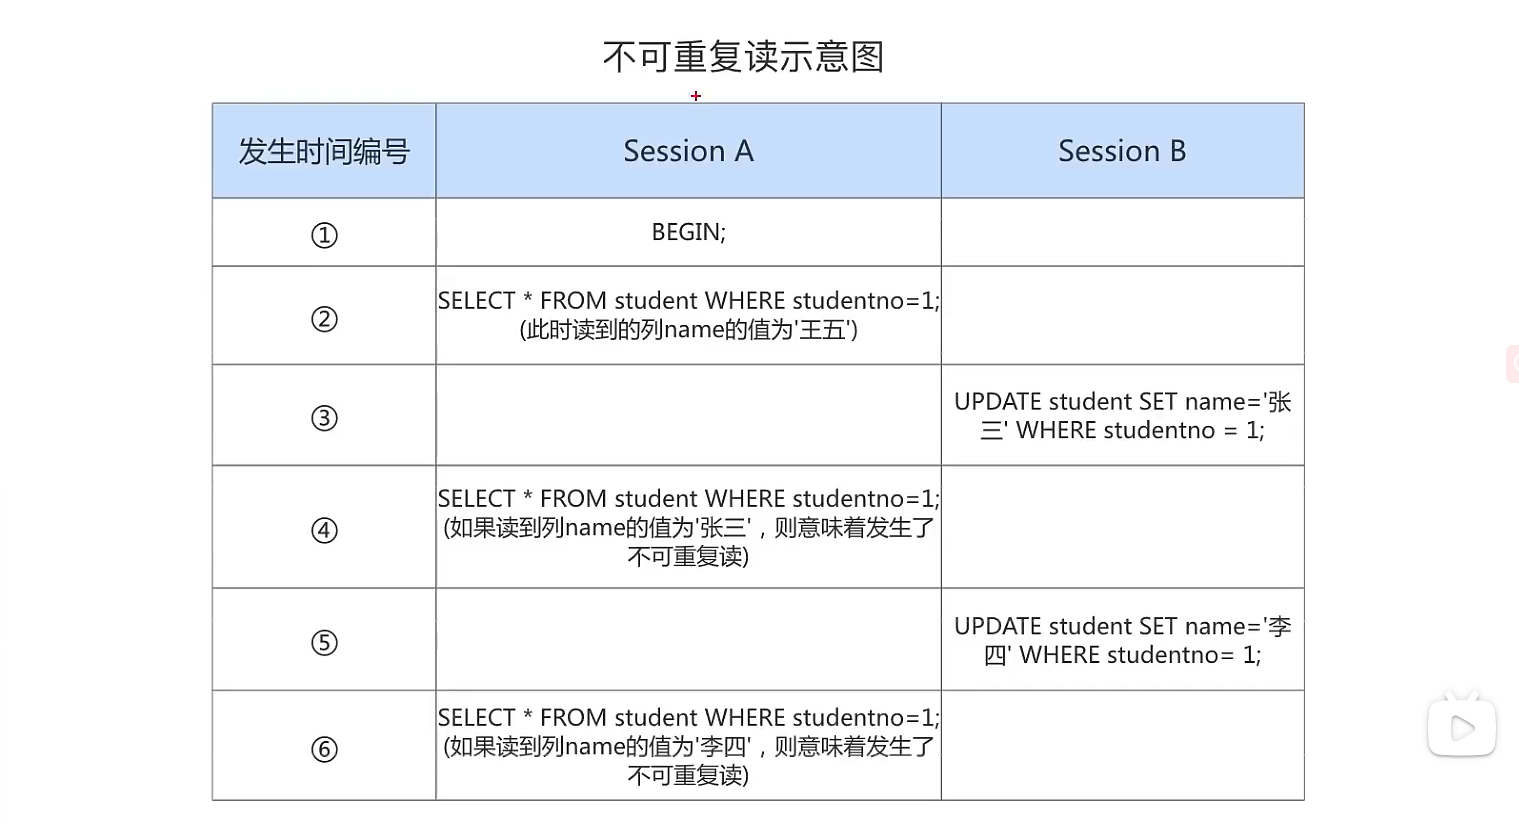 不可重复读示意图
发生时间编号
Session A
Session B
①
BEGIN;
②
SELECT * FROM student WHERE studentno=1;
(此时读到的列name的值为'王五')
③
UPDATE student SET name='张
三' WHERE studentno = 1;
④
SELECT * FROM student WHERE studentno=1;
(如果读到列name的值为'张三'，则意味着发生了
不可重复读)
⑤
UPDATE student SET name='李
四' WHERE studentno= 1;
⑥
SELECT * FROM student WHERE studentno=1;
(如果读到列name的值为'李四'，则意味着发生了
不可重复读)